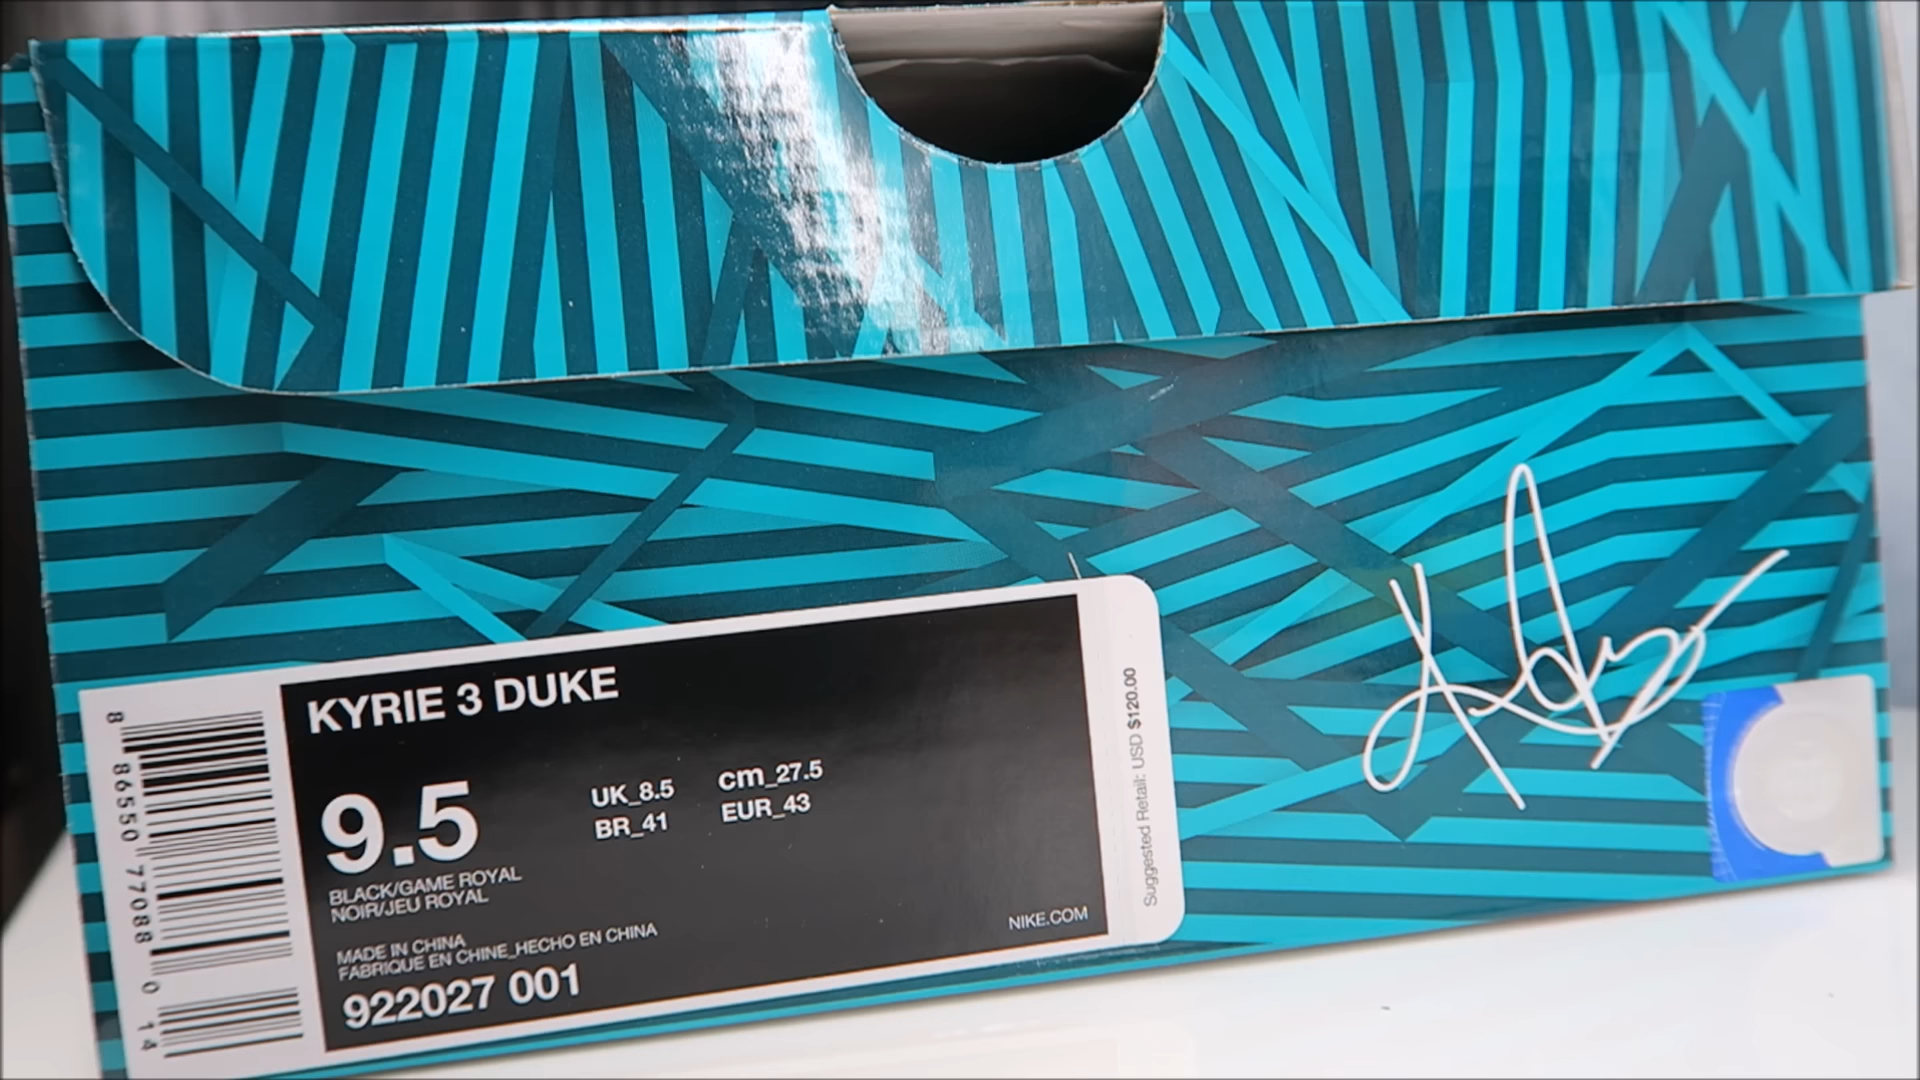 KYRIE 3 DUKE
9.5
UK_8.5
cm_27.5
BR_41
EUR_43
BLACK/GAME ROYAL
NOIR/JEU ROYAL
MADE IN CHINA
FABRIQUE EN CHINE_HECHO EN CHINA
922027 001
NIKE.COM
Suggested Retail: USD $120.00
8 86550 77088 0 14